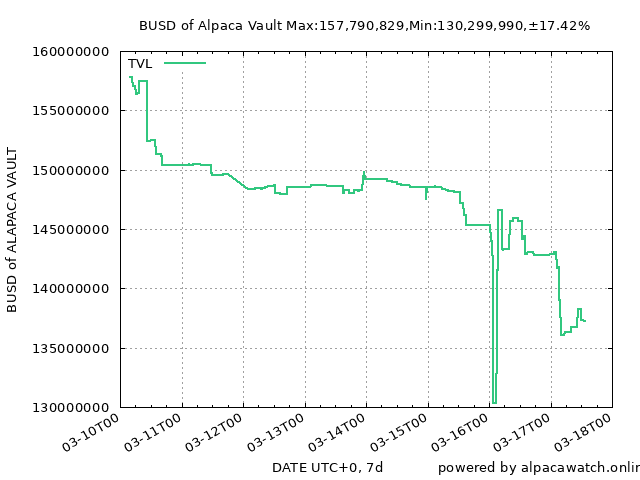 BUSD of Alpaca Vault Max:157,790,829,Min:130,299,990,±17.42%
TVL
160000000
155000000
150000000
145000000
140000000
135000000
130000000
BUSD of ALAPACA VAULT
03-10T00
03-11T00
03-12T00
03-13T00
03-14T00
03-15T00
03-16T00
03-17T00
03-18T00
DATE UTC+0, 7d
powered by alpacawatch.onlin